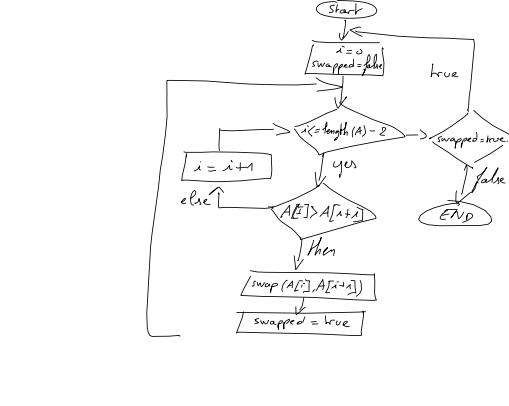 start
i=0
swapped=false
true
i<=length(A)-2
swapped=true
yes
i = i+1
false
else
A[i]>A[i+1]
END
then
swap(A[i],A[i+1])
swapped = true